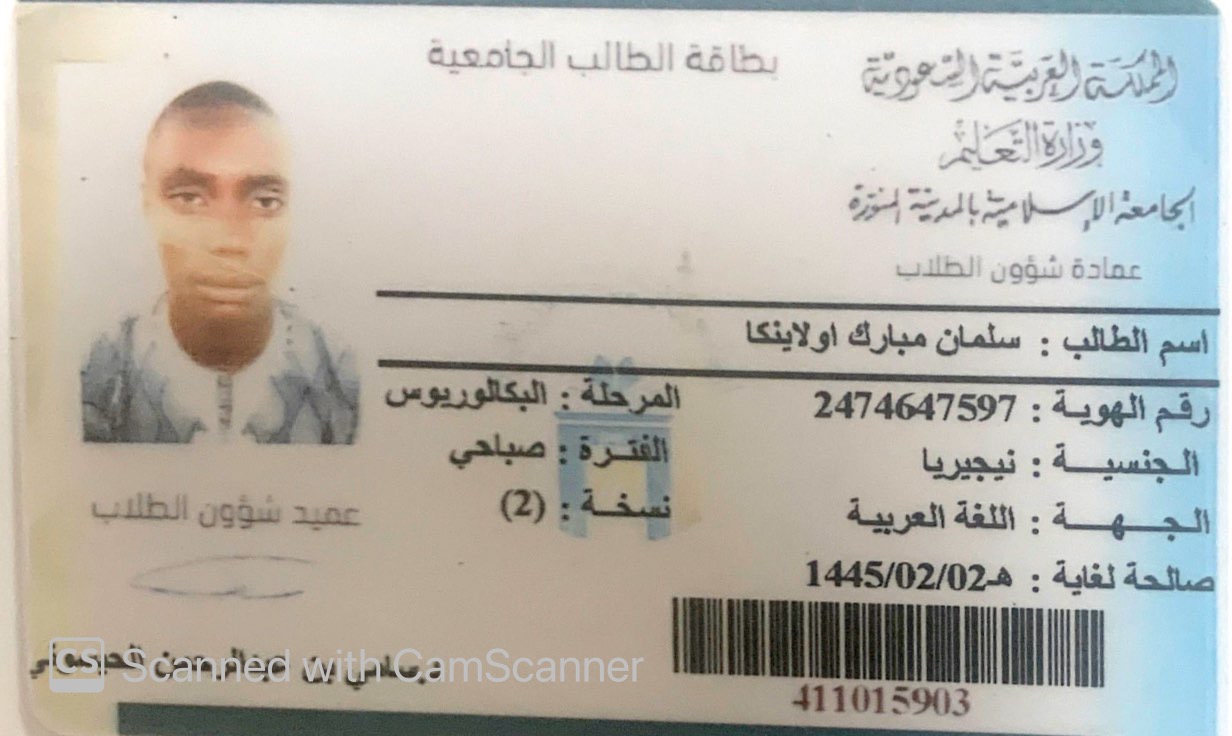 بطاقة الطالب الجامعية
المملكة العربية السعودية
وزارة التعليم
الجامعة الإسلامية بالمدينة المنورة
عمادة شؤون الطلاب
اسم الطالب : سلمان مبارك اولاينكا
رقم الهوية : 2474647597
المرحلة : البكالوريوس
الجنسية : نيجيريا
الفترة : صباحي
الجهة : اللغة العربية
نسخة : (2)
صالحة لغاية : 1445/02/02هـ
عميد شؤون الطلاب
بن عبدالرحمن
411015903
CS Scanned with CamScanner